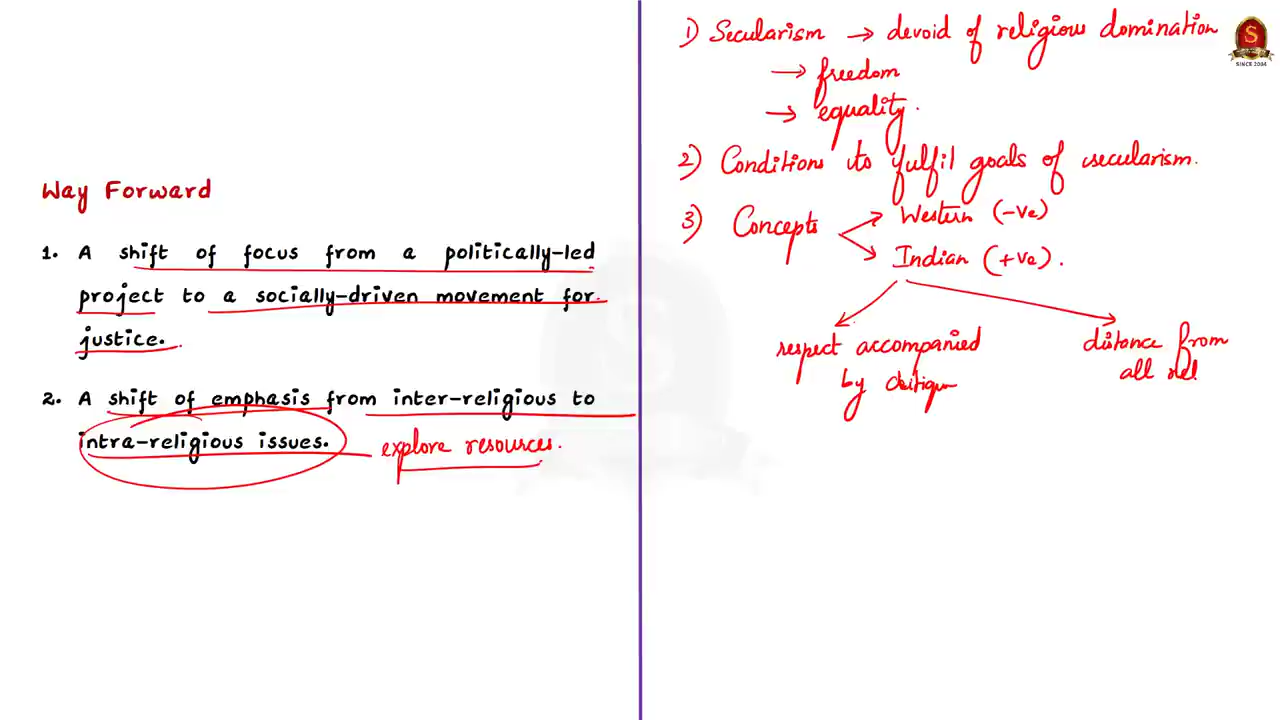 Way Forward
1. A shift of focus from a politically-led
project to a socially-driven movement for
justice.
2. A shift of emphasis from inter-religious to
intra-religious issues.
explore resources.
1) Secularism → devoid of religious domination
→ freedom
→ equality.
2) Conditions to fulfil goals of secularism.
3) Concepts
Western (-ve)
Indian (+ve).
respect accompanied
by critique
distance from
all rel
S
SINCE 2004